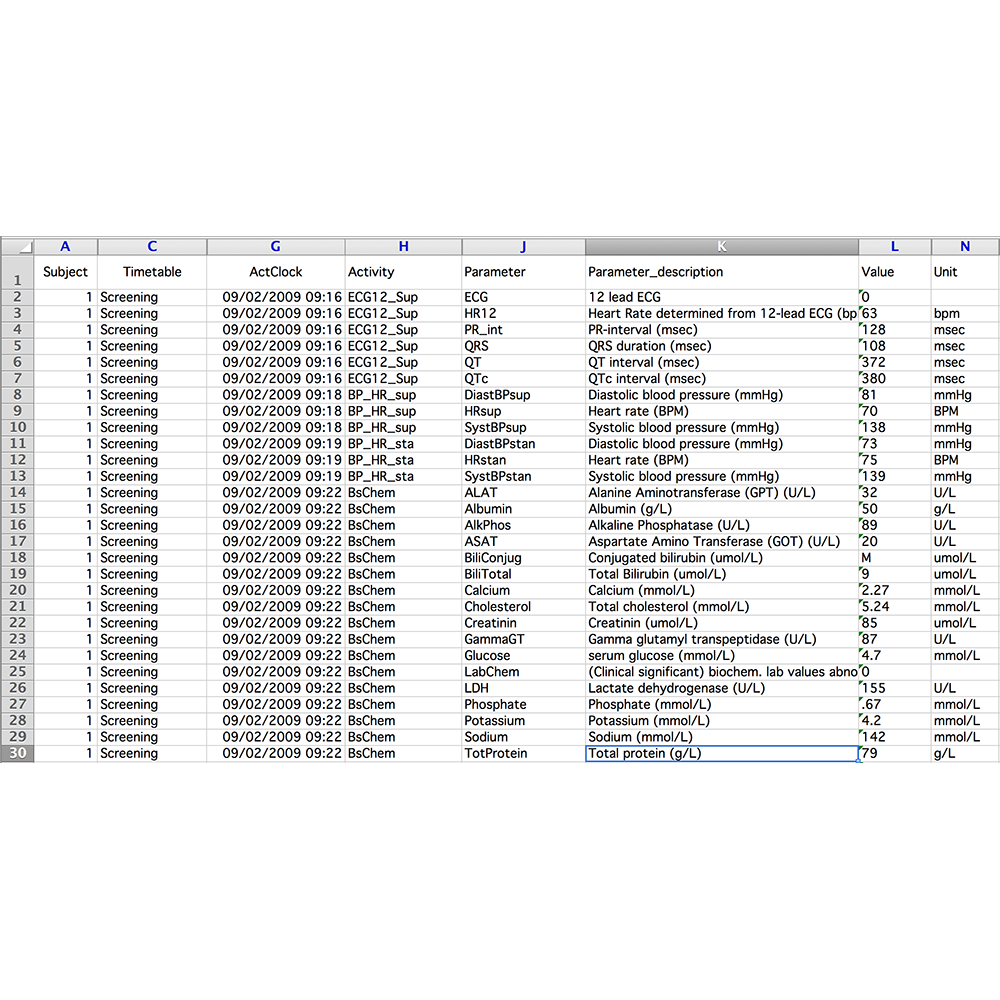 A C G H J K L N
1 Subject Timetable ActClock Activity Parameter Parameter_description Value Unit
2 1 Screening 09/02/2009 09:16 ECG12_Sup ECG 12 lead ECG 0
3 1 Screening 09/02/2009 09:16 ECG12_Sup HR12 Heart Rate determined from 12-lead ECG (bp 63 bpm
4 1 Screening 09/02/2009 09:16 ECG12_Sup PR_int PR-interval (msec) 128 msec
5 1 Screening 09/02/2009 09:16 ECG12_Sup QRS QRS duration (msec) 108 msec
6 1 Screening 09/02/2009 09:16 ECG12_Sup QT QT interval (msec) 372 msec
7 1 Screening 09/02/2009 09:16 ECG12_Sup QTc QTc interval (msec) 380 msec
8 1 Screening 09/02/2009 09:18 BP_HR_sup DiastBPsup Diastolic blood pressure (mmHg) 81 mmHg
9 1 Screening 09/02/2009 09:18 BP_HR_sup HRsup Heart rate (BPM) 70 BPM
10 1 Screening 09/02/2009 09:18 BP_HR_sup SystBPsup Systolic blood pressure (mmHg) 138 mmHg
11 1 Screening 09/02/2009 09:19 BP_HR_sta DiastBPstan Diastolic blood pressure (mmHg) 73 mmHg
12 1 Screening 09/02/2009 09:19 BP_HR_sta HRstan Heart rate (BPM) 75 BPM
13 1 Screening 09/02/2009 09:19 BP_HR_sta SystBPstan Systolic blood pressure (mmHg) 139 mmHg
14 1 Screening 09/02/2009 09:22 BsChem ALAT Alanine Aminotransferase (GPT) (U/L) 32 U/L
15 1 Screening 09/02/2009 09:22 BsChem Albumin Albumin (g/L) 50 g/L
16 1 Screening 09/02/2009 09:22 BsChem AlkPhos Alkaline Phosphatase (U/L) 89 U/L
17 1 Screening 09/02/2009 09:22 BsChem ASAT Aspartate Amino Transferase (GOT) (U/L) 20 U/L
18 1 Screening 09/02/2009 09:22 BsChem BiliConjug Conjugated bilirubin (umol/L) M umol/L
19 1 Screening 09/02/2009 09:22 BsChem BiliTotal Total Bilirubin (umol/L) 9 umol/L
20 1 Screening 09/02/2009 09:22 BsChem Calcium Calcium (mmol/L) 2.27 mmol/L
21 1 Screening 09/02/2009 09:22 BsChem Cholesterol Total cholesterol (mmol/L) 5.24 mmol/L
22 1 Screening 09/02/2009 09:22 BsChem Creatinin Creatinin (umol/L) 85 umol/L
23 1 Screening 09/02/2009 09:22 BsChem GammaGT Gamma glutamyl transpeptidase (U/L) 87 U/L
24 1 Screening 09/02/2009 09:22 BsChem Glucose serum glucose (mmol/L) 4.7 mmol/L
25 1 Screening 09/02/2009 09:22 BsChem LabChem (Clinical significant) biochem. lab values abno 0
26 1 Screening 09/02/2009 09:22 BsChem LDH Lactate dehydrogenase (U/L) 155 U/L
27 1 Screening 09/02/2009 09:22 BsChem Phosphate Phosphate (mmol/L) .67 mmol/L
28 1 Screening 09/02/2009 09:22 BsChem Potassium Potassium (mmol/L) 4.2 mmol/L
29 1 Screening 09/02/2009 09:22 BsChem Sodium Sodium (mmol/L) 142 mmol/L
30 1 Screening 09/02/2009 09:22 BsChem TotProtein Total protein (g/L) 79 g/L